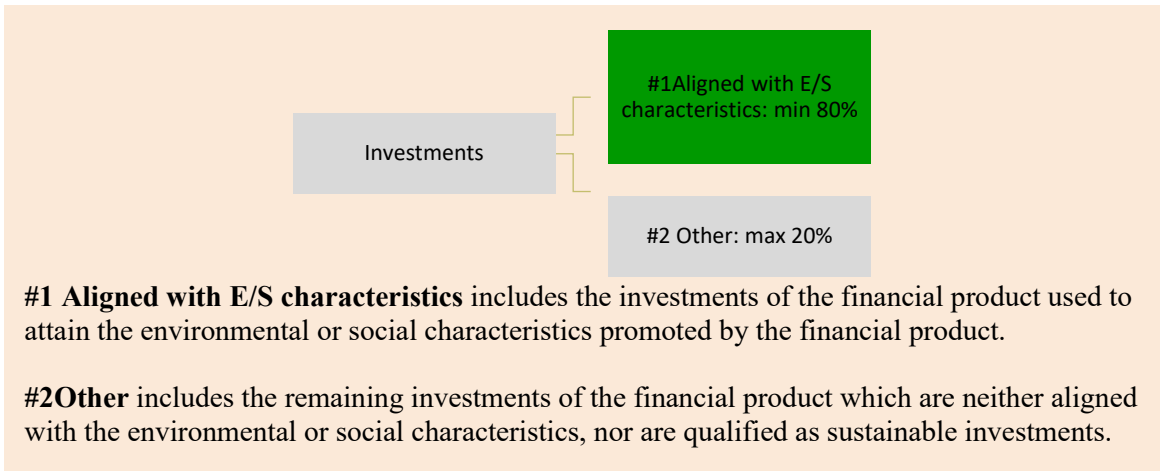 #1Aligned with E/S
characteristics: min 80%
Investments
#2 Other: max 20%
#1 Aligned with E/S characteristics includes the investments of the financial product used to
attain the environmental or social characteristics promoted by the financial product.
#2Other includes the remaining investments of the financial product which are neither aligned
with the environmental or social characteristics, nor are qualified as sustainable investments.